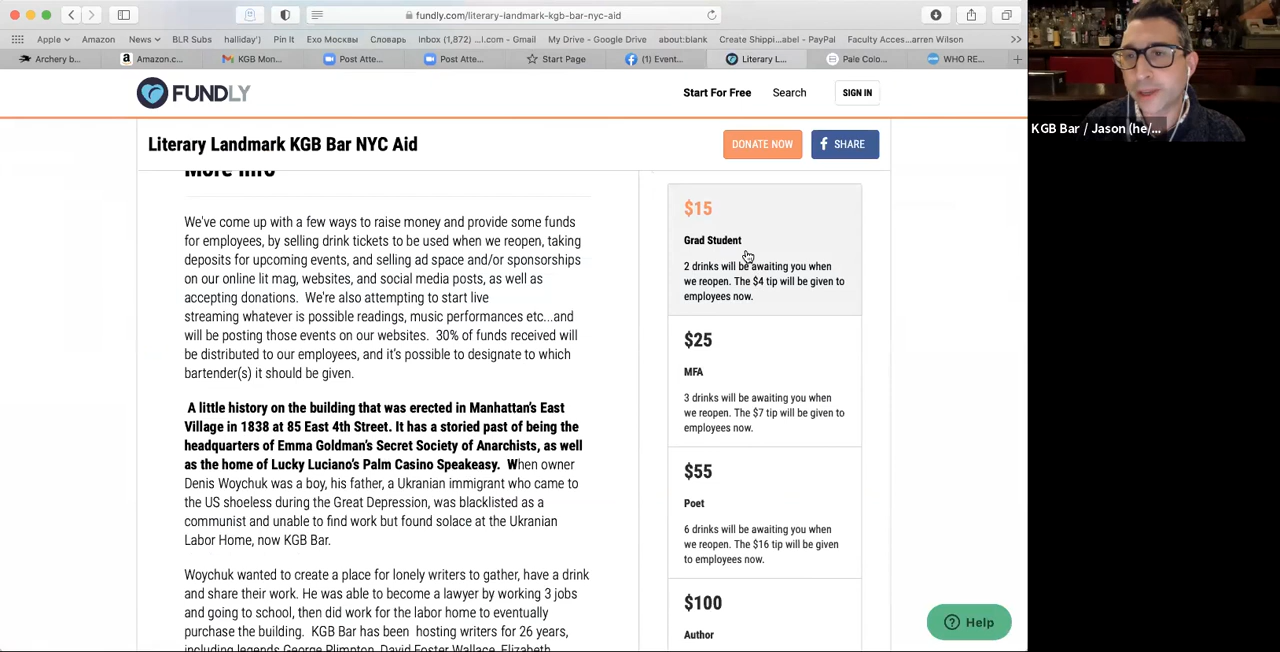 fundly.com/literary-landmark-kgb-bar-nyc-aid
Apple Amazon News BLR Subs halliday') Pin It Ехо Москвы Словарь Inbox (1,872) ...l.com - Gmail My Drive - Google Drive about:blank Create Shippi...abel - PayPal Faculty Acces...arren Wilson >>
Archery b... Amazon.c... KGB Mon... Post Atte... Post Atte... Start Page (1) Event... Literary L... Pale Colo... WHO RE...
FUNDLY Start For Free Search SIGN IN
KGB Bar / Jason (he/...
Literary Landmark KGB Bar NYC Aid DONATE NOW SHARE
More Info
We've come up with a few ways to raise money and provide some funds
for employees, by selling drink tickets to be used when we reopen, taking
deposits for upcoming events, and selling ad space and/or sponsorships
on our online lit mag, websites, and social media posts, as well as
accepting donations. We're also attempting to start live
streaming whatever is possible readings, music performances etc...and
will be posting those events on our websites. 30% of funds received will
be distributed to our employees, and it's possible to designate to which
bartender(s) it should be given.
A little history on the building that was erected in Manhattan's East
Village in 1838 at 85 East 4th Street. It has a storied past of being the
headquarters of Emma Goldman's Secret Society of Anarchists, as well
as the home of Lucky Luciano's Palm Casino Speakeasy. When owner
Denis Woychuk was a boy, his father, a Ukranian immigrant who came to
the US shoeless during the Great Depression, was blacklisted as a
communist and unable to find work but found solace at the Ukranian
Labor Home, now KGB Bar.
Woychuk wanted to create a place for lonely writers to gather, have a drink
and share their work. He was able to become a lawyer by working 3 jobs
and going to school, then did work for the labor home to eventually
purchase the building. KGB Bar has been hosting writers for 26 years,
including legends George Plimpton, David Foster Wallace, Elizabeth
$15
Grad Student
2 drinks will be awaiting you when
we reopen. The $4 tip will be given to
employees now.
$25
MFA
3 drinks will be awaiting you when
we reopen. The $7 tip will be given to
employees now.
$55
Poet
6 drinks will be awaiting you when
we reopen. The $16 tip will be given
to employees now.
$100
Author
Help